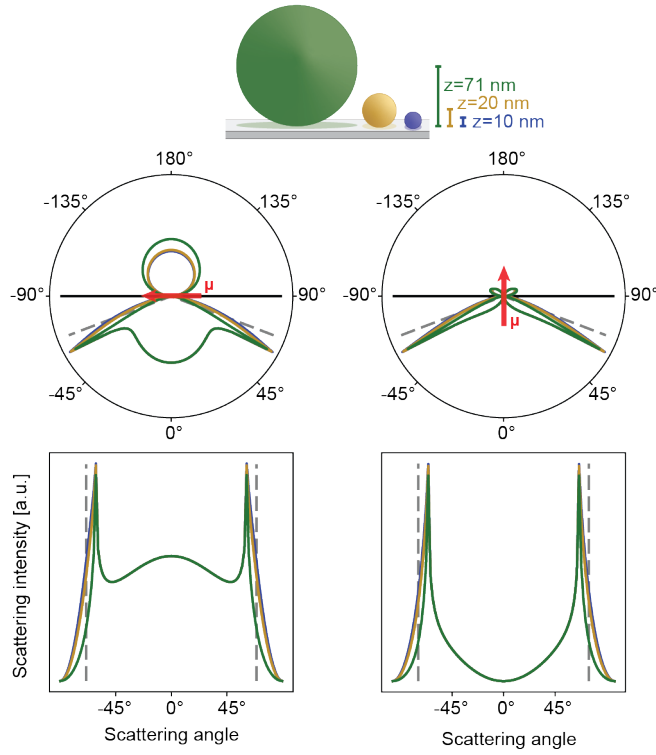 z=71 nm
z=20 nm
z=10 nm
180° 180°
-135° 135° -135° 135°
μ
-90° 90° -90° 90°
μ
-45° 45° -45° 45°
0° 0°
Scattering intensity [a.u.]
-45° 0° 45° -45° 0° 45°
Scattering angle Scattering angle